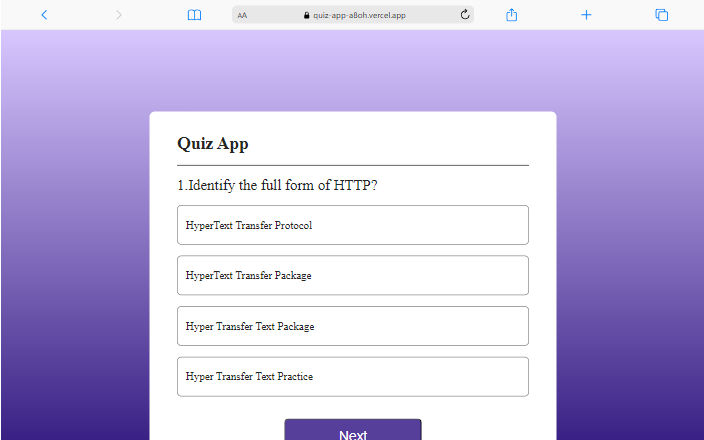 AA
quiz-app-a8oh.vercel.app
Quiz App
1.Identify the full form of HTTP?
HyperText Transfer Protocol
HyperText Transfer Package
Hyper Transfer Text Package
Hyper Transfer Text Practice
Next